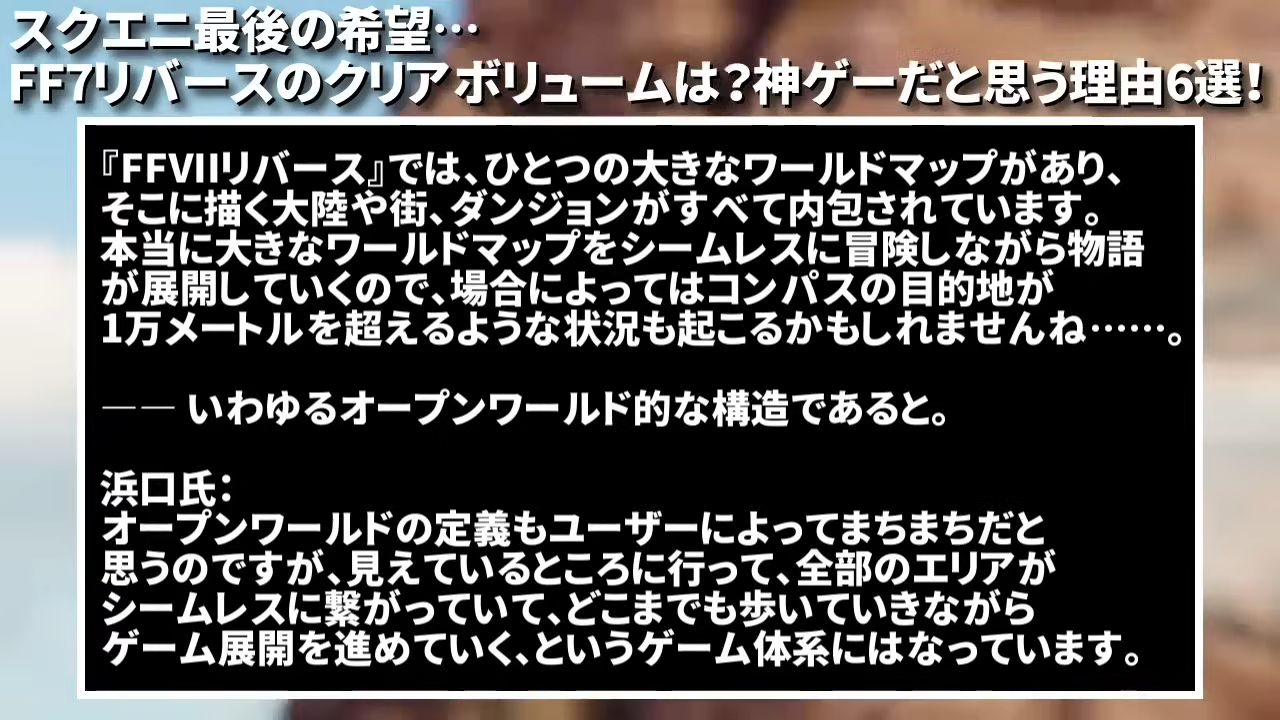 スクエニ最後の希望…
FF7リバースのクリアボリュームは？神ゲーだと思う理由6選！
『FFVIIリバース』では、ひとつの大きなワールドマップがあり、
そこに描く大陸や街、ダンジョンがすべて内包されています。
本当に大きなワールドマップをシームレスに冒険しながら物語
が展開していくので、場合によってはコンパスの目的地が
1万メートルを超えるような状況も起こるかもしれませんね……。
―― いわゆるオープンワールド的な構造であると。
浜口氏：
オープンワールドの定義もユーザーによってまちまちだと
思うのですが、見えているところに行って、全部のエリアが
シームレスに繋がっていて、どこまでも歩いていきながら
ゲーム展開を進めていく、というゲーム体系にはなっています。